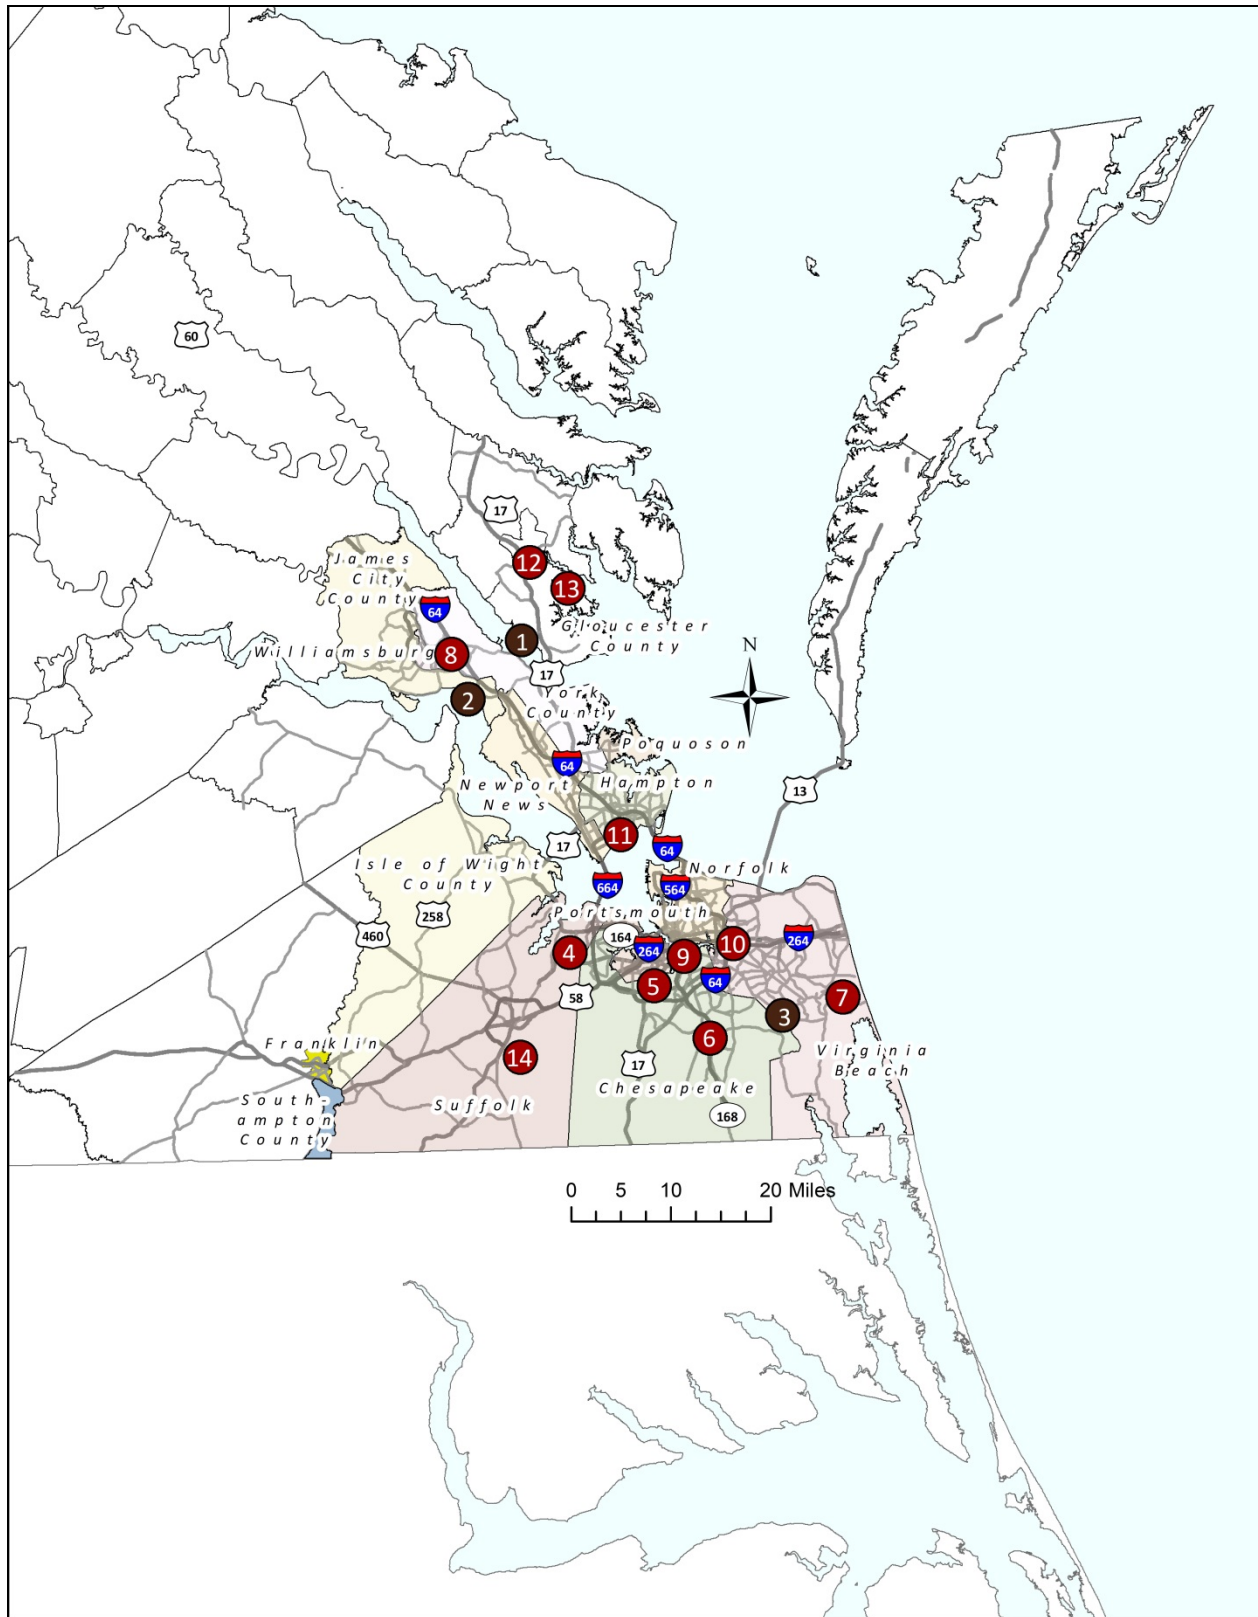 60
17
12
13
James
City
County
64
1
Gloucester
County
Williamsburg
8
17
N
2
York
County
Poquoson
64
Hampton
13
Newport
News
11
17
64
Isle of Wight
County
Norfolk
664
564
258
Portsmouth
460
164
264
10
264
4
9
64
5
58
7
3
6
Franklin
14
17
Virginia
Beach
Chesapeake
South-
ampton
County
Suffolk
168
0 5 10 20 Miles